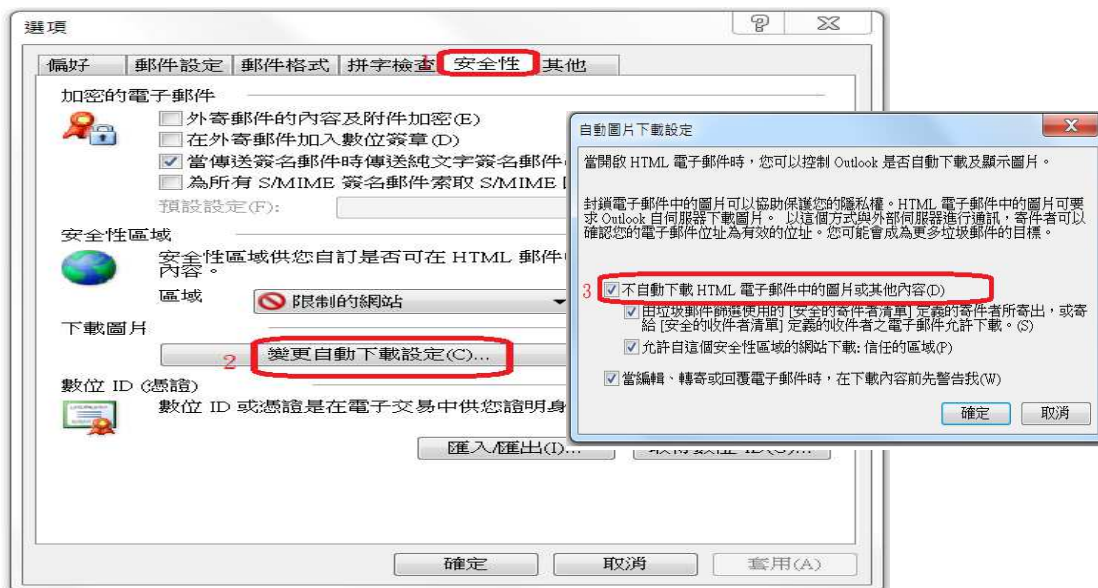 選項
偏好 郵件設定 郵件格式 拼字檢查 1 安全性 其他
加密的電子郵件
外寄郵件的內容及附件加密(E)
在外寄郵件加入數位簽章(D)
當傳送簽名郵件時傳送純文字簽名郵件
為所有 S/MIME 簽名郵件索取 S/MIME
預設設定(F):
安全性區域
安全性區域供您自訂是否可在 HTML 郵件
內容。
區域 限制的網站
下載圖片
2 變更自動下載設定(C)...
數位 ID (憑證)
數位 ID 或憑證是在電子交易中供您證明身
匯入/匯出(I)...
確定 取消 套用(A)
自動圖片下載設定
當開啟 HTML 電子郵件時，您可以控制 Outlook 是否自動下載及顯示圖片。
封鎖電子郵件中的圖片可以協助保護您的隱私權。HTML 電子郵件中的圖片可要
求 Outlook 自伺服器下載圖片。 以這個方式與外部伺服器進行通訊，寄件者可以
確認您的電子郵件位址為有效的位址。您可能會成為更多垃圾郵件的目標。
3 不自動下載 HTML 電子郵件中的圖片或其他內容(D)
由垃圾郵件篩選使用的 [安全的寄件者清單] 定義的寄件者所寄出，或寄
給 [安全的收件者清單] 定義的收件者之電子郵件允許下載。(S)
允許自這個安全性區域的網站下載: 信任的區域(P)
當編輯、轉寄或回覆電子郵件時，在下載內容前先警告我(W)
確定 取消